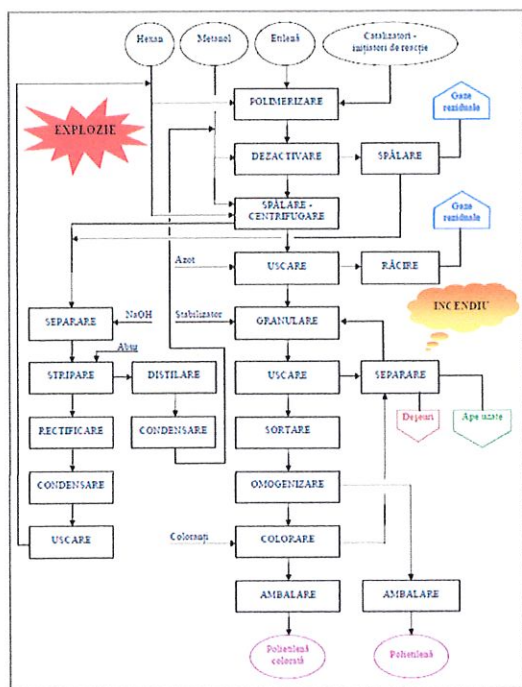 Hexan
Metanol
Etilenă
Catalizatori -
inițiatori de reacție
POLIMERIZARE
Gaze
reziduale
EXPLOZIE
DEZACTIVARE
SPĂLARE
SPĂLARE -
CENTRIFUGARE
Gaze
reziduale
Azot
USCARE
RĂCIRE
INCENDIU
SEPARARE
NaOH
Stabilizator
GRANULARE
Abur
STRIPARE
DISTILARE
USCARE
SEPARARE
Deșeuri
Ape uzate
RECTIFICARE
CONDENSARE
SORTARE
CONDENSARE
OMOGENIZARE
USCARE
Coloranți
COLORARE
AMBALARE
AMBALARE
Polietilenă
colorată
Polietilenă